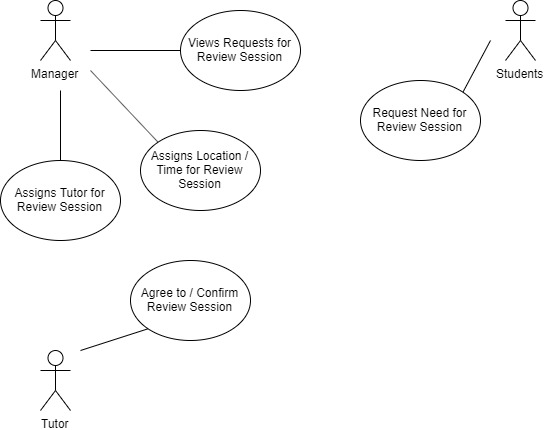 Views Requests for
Review Session
Manager
Students
Request Need for
Review Session
Assigns Location /
Time for Review
Session
Assigns Tutor for
Review Session
Agree to / Confirm
Review Session
Tutor